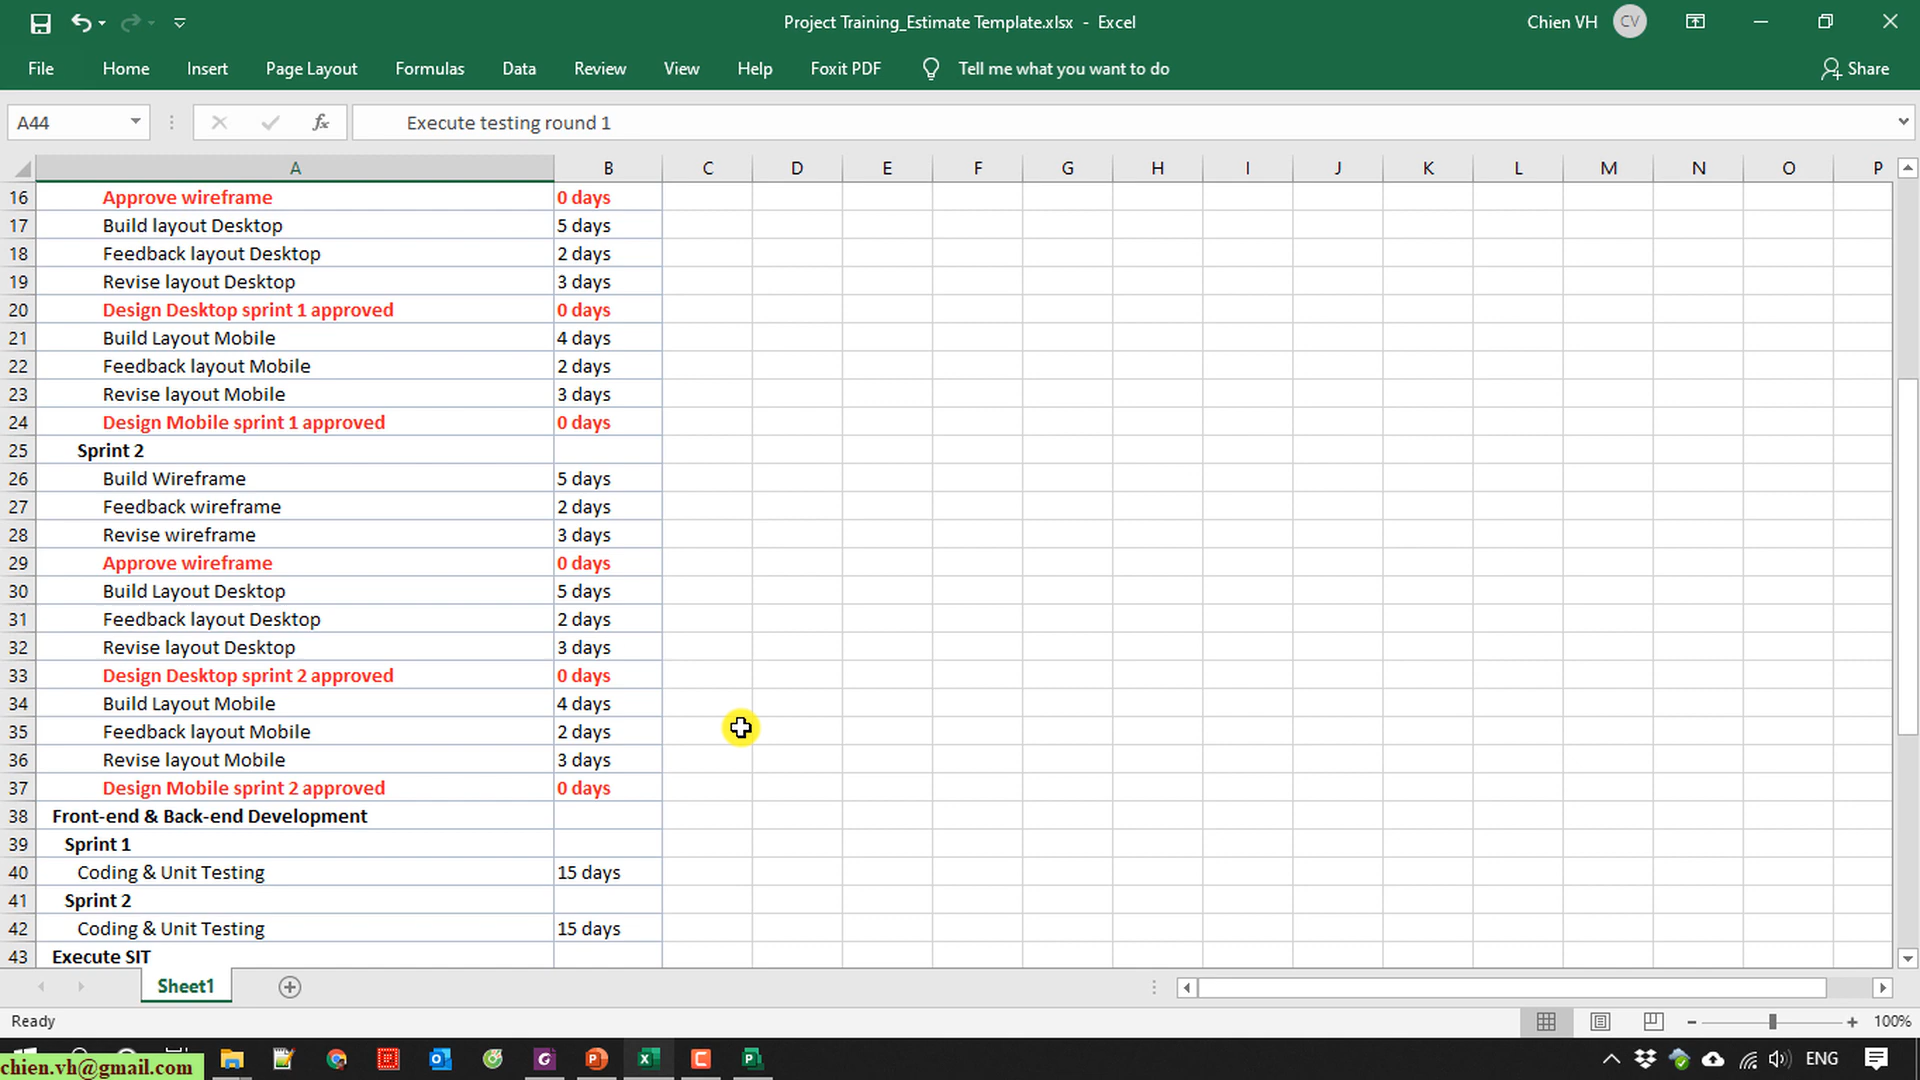 Project Training_Estimate Template.xlsx - Excel
Chien VH
CV
File Home Insert Page Layout Formulas Data Review View Help Foxit PDF Tell me what you want to do Share
A44 fx Execute testing round 1
A B C D E F G H I J K L M N O P
16 Approve wireframe 0 days
17 Build layout Desktop 5 days
18 Feedback layout Desktop 2 days
19 Revise layout Desktop 3 days
20 Design Desktop sprint 1 approved 0 days
21 Build Layout Mobile 4 days
22 Feedback layout Mobile 2 days
23 Revise layout Mobile 3 days
24 Design Mobile sprint 1 approved 0 days
25 Sprint 2
26 Build Wireframe 5 days
27 Feedback wireframe 2 days
28 Revise wireframe 3 days
29 Approve wireframe 0 days
30 Build Layout Desktop 5 days
31 Feedback layout Desktop 2 days
32 Revise layout Desktop 3 days
33 Design Desktop sprint 2 approved 0 days
34 Build Layout Mobile 4 days
35 Feedback layout Mobile 2 days
36 Revise layout Mobile 3 days
37 Design Mobile sprint 2 approved 0 days
38 Front-end & Back-end Development
39 Sprint 1
40 Coding & Unit Testing 15 days
41 Sprint 2
42 Coding & Unit Testing 15 days
43 Execute SIT
Sheet1
Ready
100%
chien.vh@gmail.com
ENG